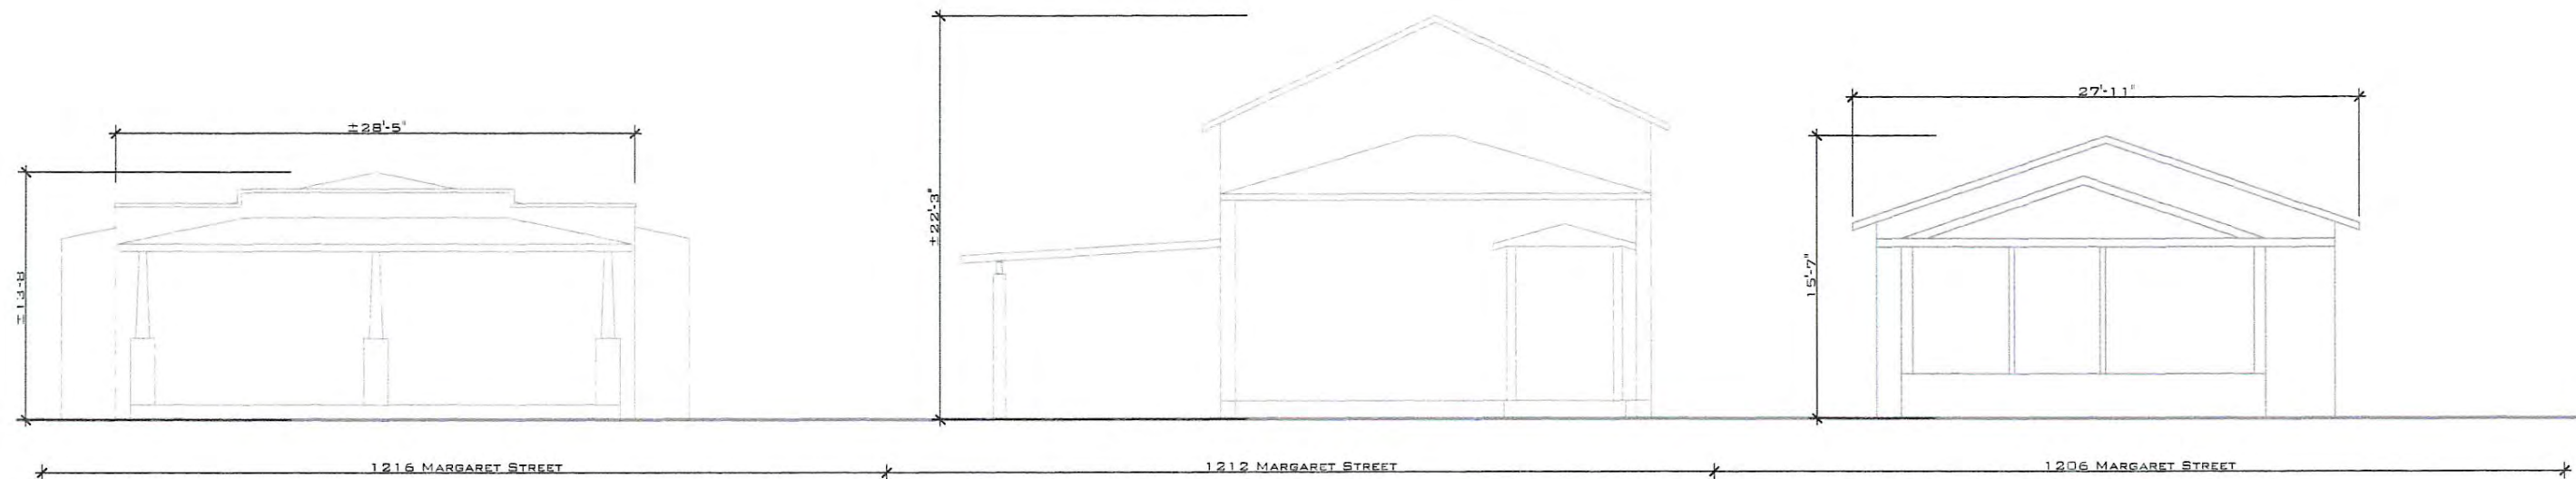 ±28'-5"
±13'-8
±22'-3"
27'-11"
15'-7"
1216 MARGARET STREET
1212 MARGARET STREET
1206 MARGARET STREET